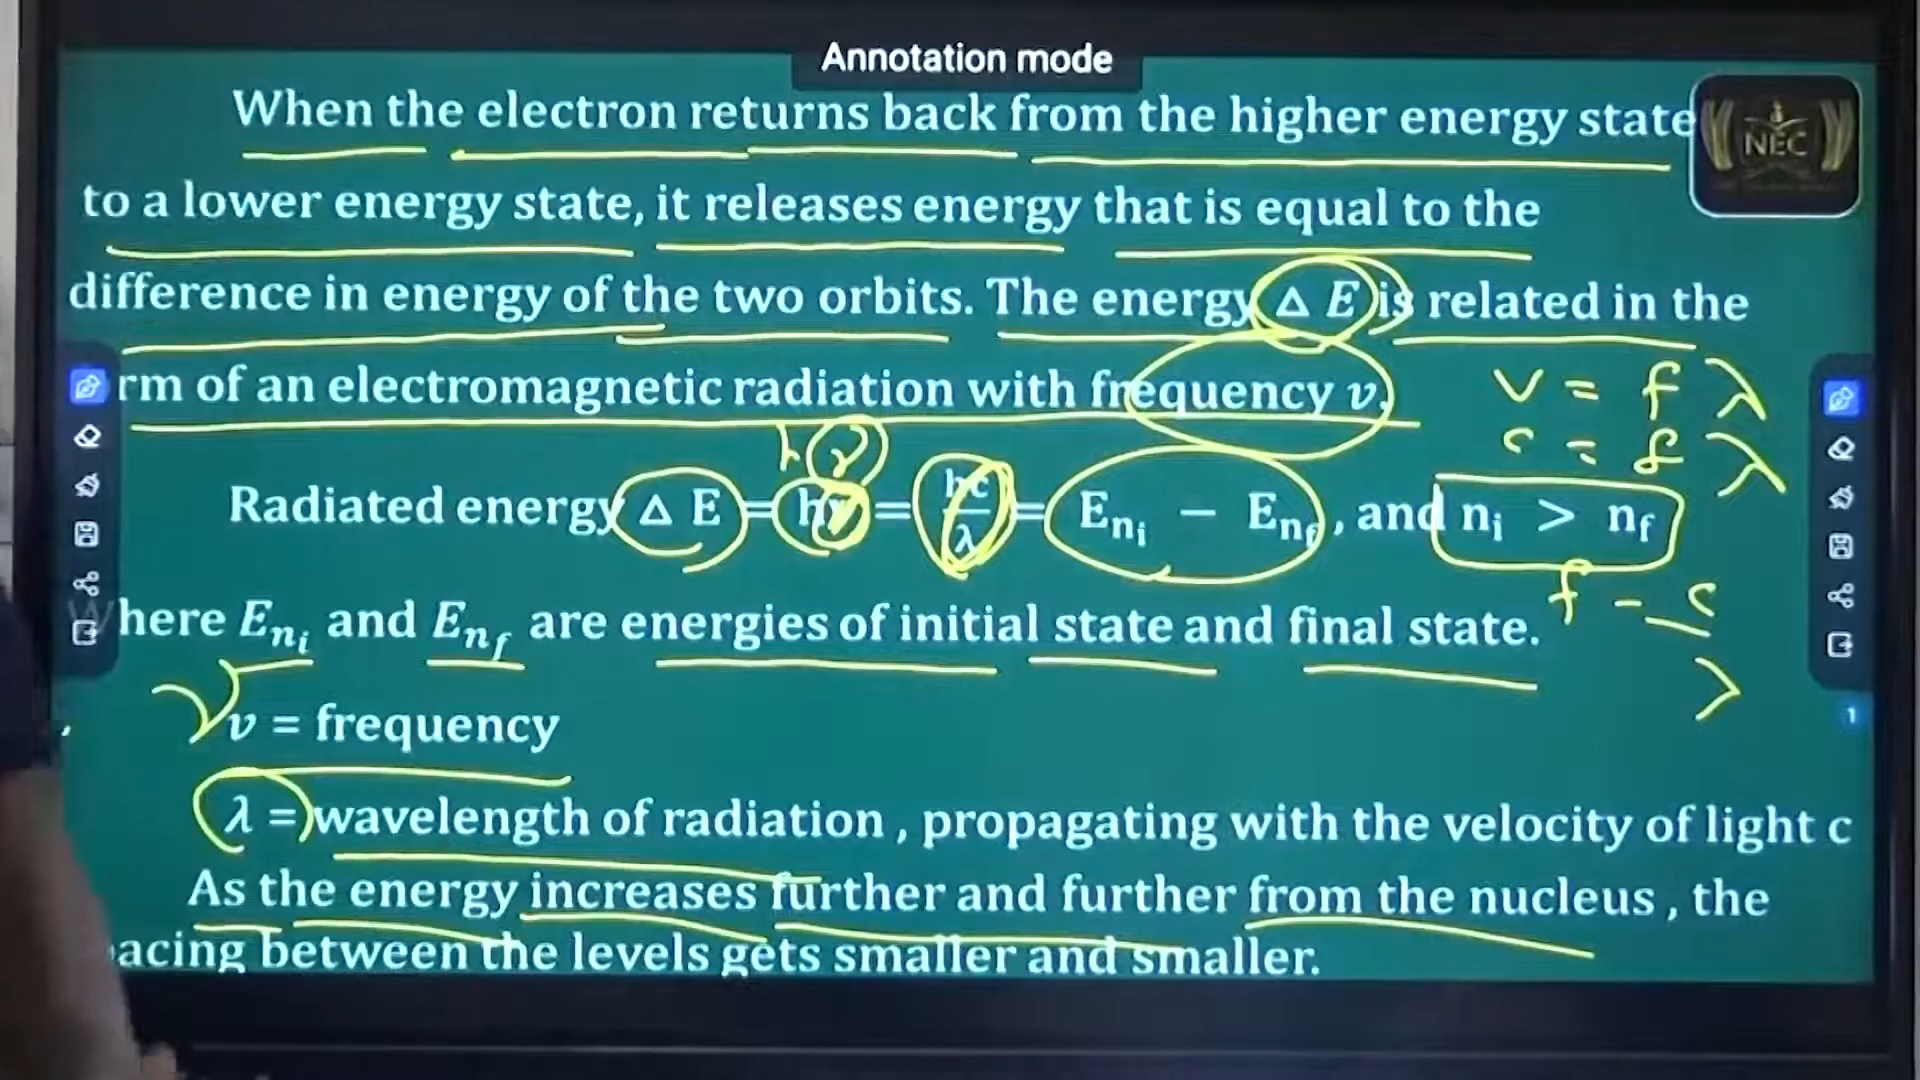 Annotation mode
When the electron returns back from the higher energy state
NEC
to a lower energy state, it releases energy that is equal to the
difference in energy of the two orbits. The energy △ E is related in the
rm of an electromagnetic radiation with frequency ν.
v = f λ
c = f λ
h ν
Radiated energy △ E = hν = hc/λ = Eni − Enf , and ni > nf
f = c
λ
here Eni and Enf are energies of initial state and final state.
ν
ν = frequency
1
λ = wavelength of radiation , propagating with the velocity of light c
As the energy increases further and further from the nucleus , the
acing between the levels gets smaller and smaller.